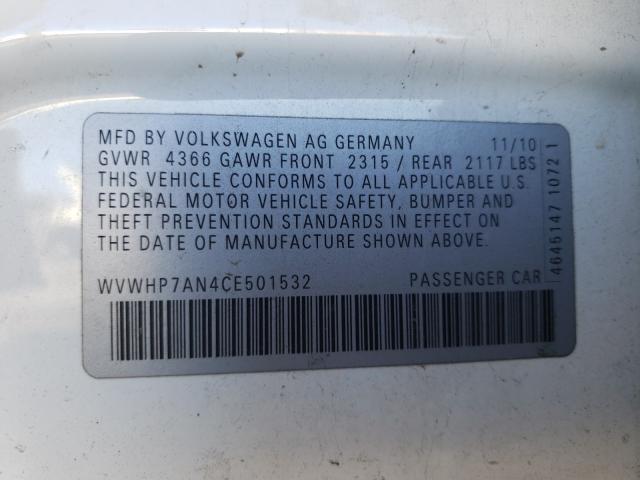 MFD BY VOLKSWAGEN AG GERMANY 11/10
GVWR 4366 GAWR FRONT 2315 / REAR 2117 LBS
THIS VEHICLE CONFORMS TO ALL APPLICABLE U.S.
FEDERAL MOTOR VEHICLE SAFETY, BUMPER AND
THEFT PREVENTION STANDARDS IN EFFECT ON
THE DATE OF MANUFACTURE SHOWN ABOVE.
WVWHP7AN4CE501532 PASSENGER CAR
4645147 1072 1